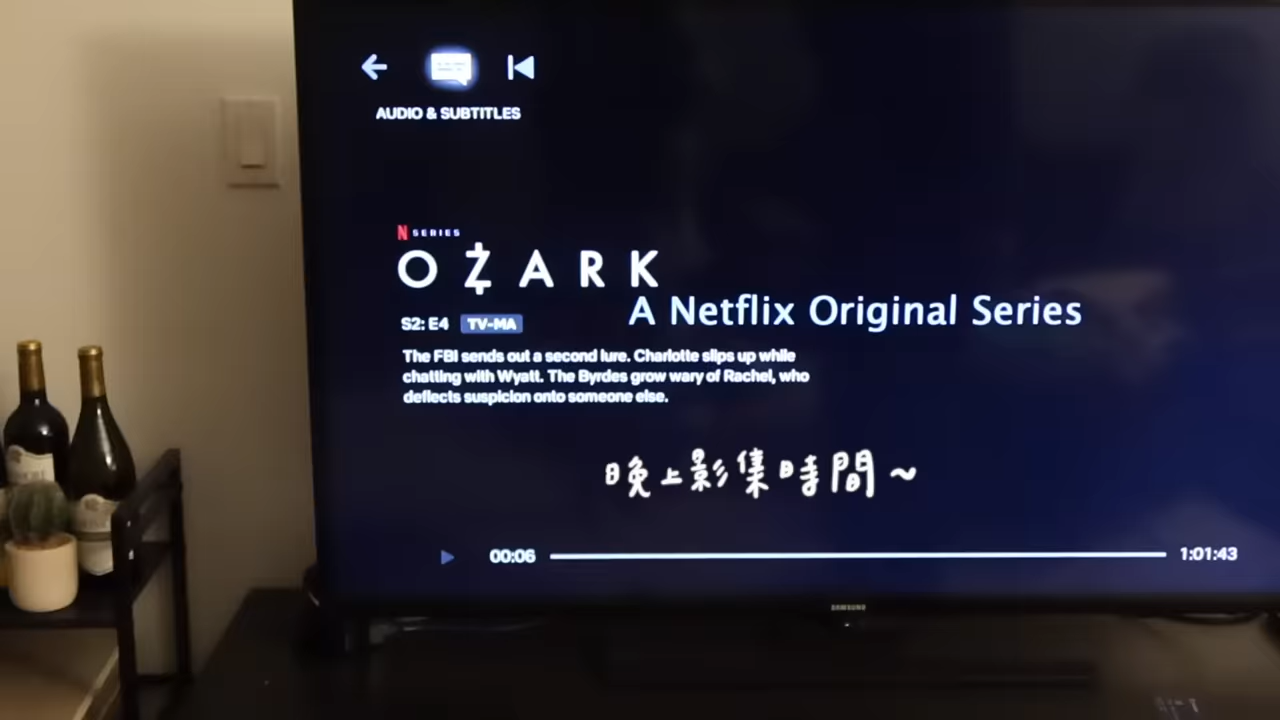 AUDIO & SUBTITLES
N SERIES
OZARK
A Netflix Original Series
S2: E4 TV-MA
The FBI sends out a second lure. Charlotte slips up while
chatting with Wyatt. The Byrdes grow wary of Rachel, who
deflects suspicion onto someone else.
晚上影集時間~
00:06 1:01:43
SAMSUNG